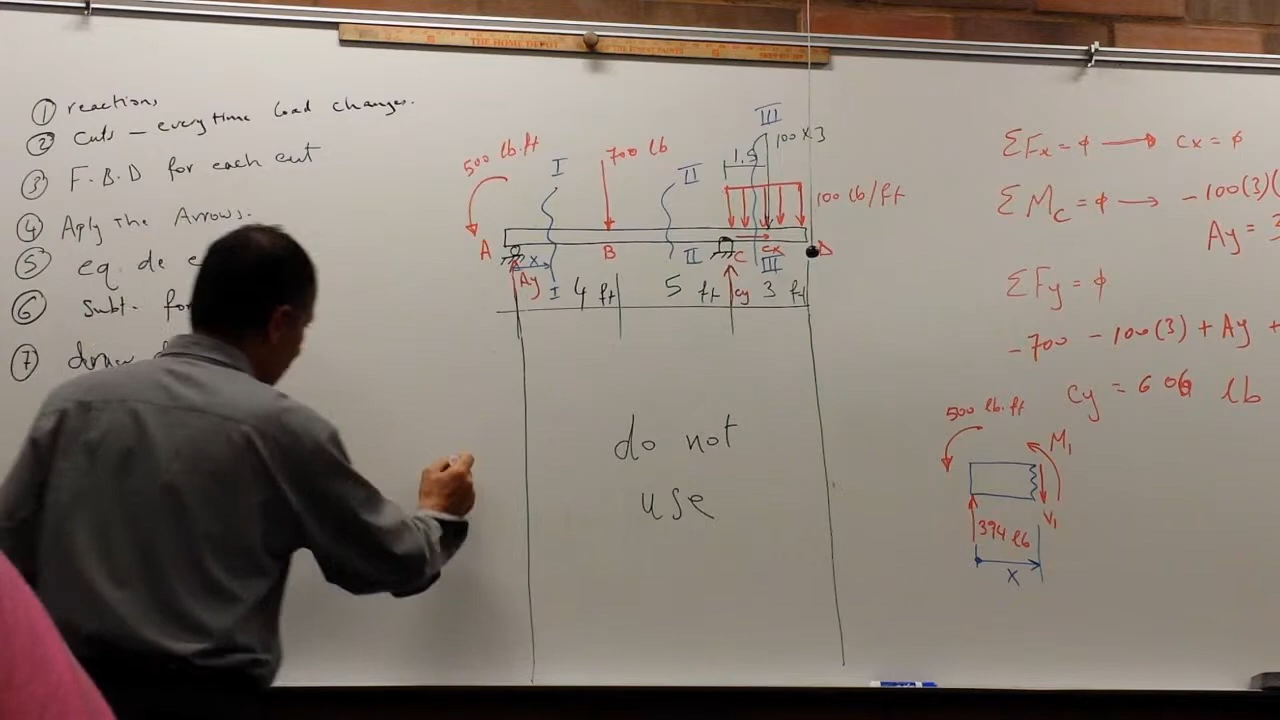 THE HOME DEPOT
① reactions
② Cuts – everytime load changes.
③ F.B.D for each cut
④ Aply the Arrows.
⑤ eq. de e
⑥ Subt. for
⑦ draw
500 lb.ft
I
700 lb
II
III
100 x 3
1.5
100 lb/ft
A
x
B
II
C
Cx
III
D
Ay
I
4 ft
5 ft
Cy
3 ft
do not
use
ΣFx = ϕ → Cx = ϕ
ΣMc = ϕ → -100(3)(
Ay =
ΣFy = ϕ
-700 - 100(3) + Ay +
Cy = 606 lb
500 lb.ft
M1
V1
394 lb
x